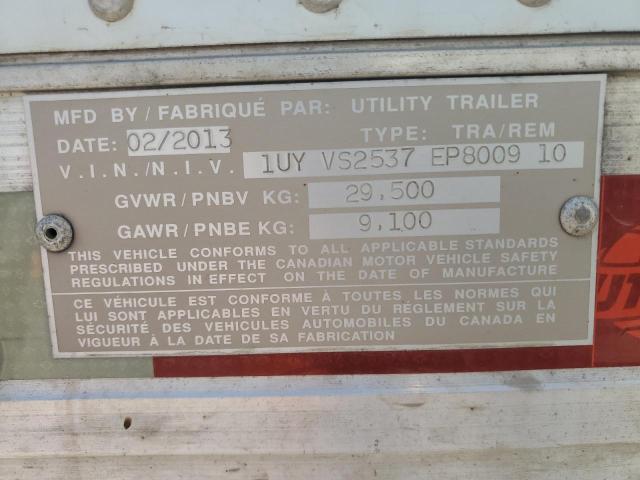 MFD BY / FABRIQUÉ PAR: UTILITY TRAILER
DATE: 02/2013 TYPE: TRA/REM
V.I.N./N.I.V. 1UY VS2537 EP8009 10
GVWR/PNBV KG: 29,500
GAWR/PNBE KG: 9,100
THIS VEHICLE CONFORMS TO ALL APPLICABLE STANDARDS
PRESCRIBED UNDER THE CANADIAN MOTOR VEHICLE SAFETY
REGULATIONS IN EFFECT ON THE DATE OF MANUFACTURE
CE VÉHICULE EST CONFORME À TOUTES LES NORMES QUI
LUI SONT APPLICABLES EN VERTU DU RÉGLEMENT SUR LA
SÉCURITÉ DES VEHICULES AUTOMOBILES DU CANADA EN
VIGUEUR À LA DATE DE SA FABRICATION